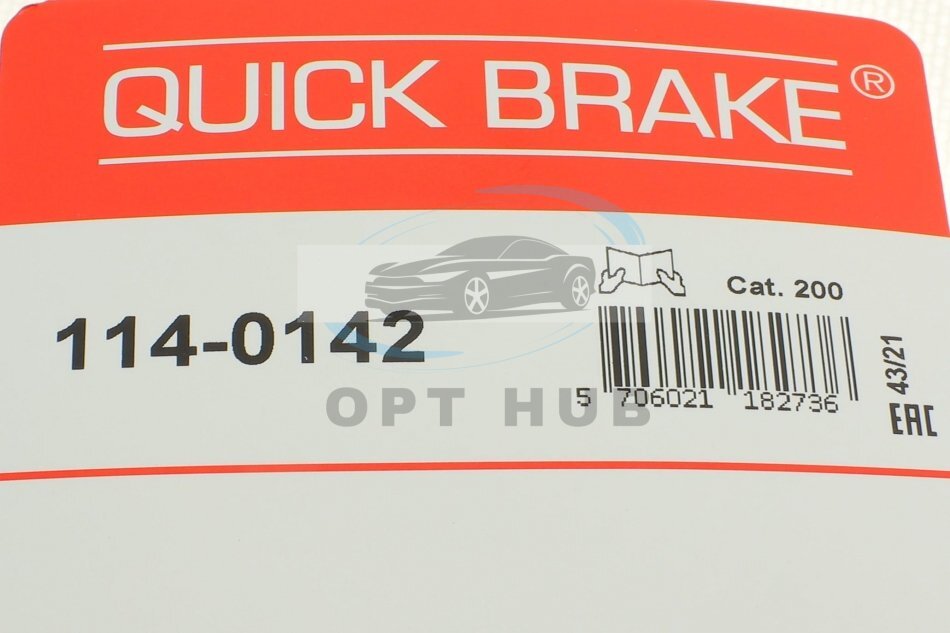 QUICK BRAKE®
Cat. 200
114-0142
5 706021 182736
43/21
EAC
OPT HUB